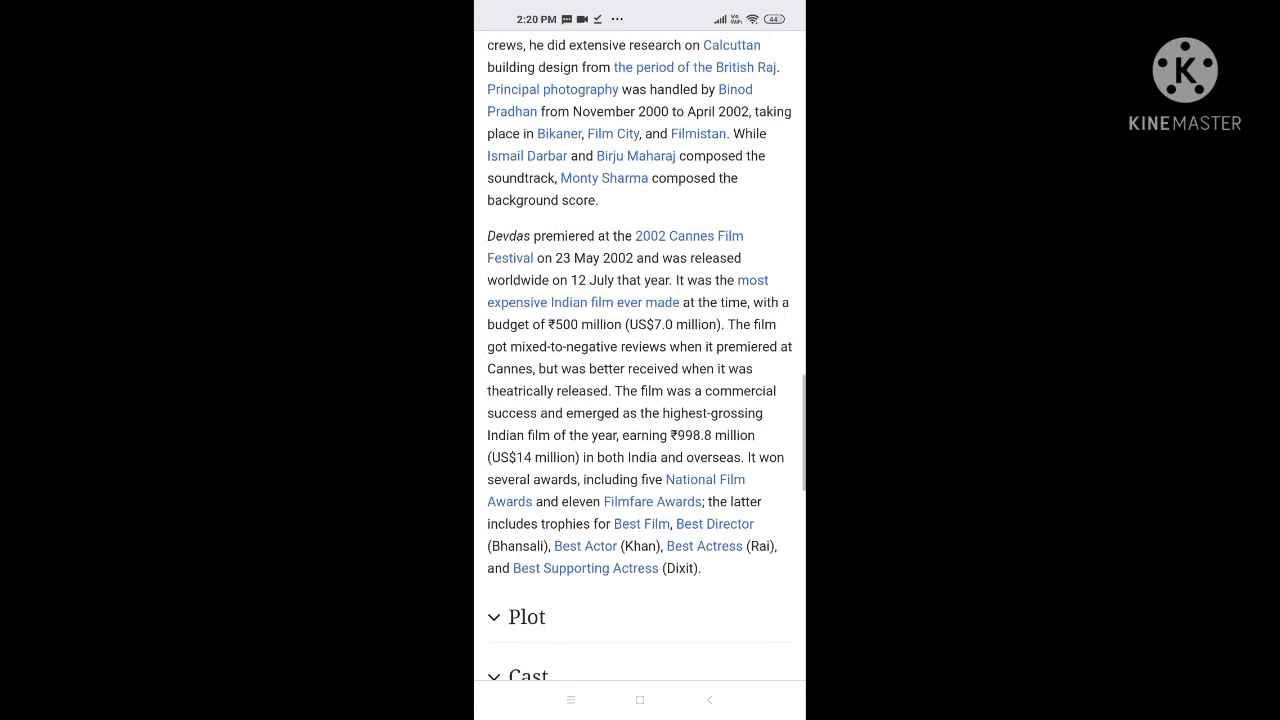 2:20 PM
Vo WiFi
44
crews, he did extensive research on Calcuttan
building design from the period of the British Raj.
Principal photography was handled by Binod
Pradhan from November 2000 to April 2002, taking
place in Bikaner, Film City, and Filmistan. While
Ismail Darbar and Birju Maharaj composed the
soundtrack, Monty Sharma composed the
background score.
Devdas premiered at the 2002 Cannes Film
Festival on 23 May 2002 and was released
worldwide on 12 July that year. It was the most
expensive Indian film ever made at the time, with a
budget of ₹500 million (US$7.0 million). The film
got mixed-to-negative reviews when it premiered at
Cannes, but was better received when it was
theatrically released. The film was a commercial
success and emerged as the highest-grossing
Indian film of the year, earning ₹998.8 million
(US$14 million) in both India and overseas. It won
several awards, including five National Film
Awards and eleven Filmfare Awards; the latter
includes trophies for Best Film, Best Director
(Bhansali), Best Actor (Khan), Best Actress (Rai),
and Best Supporting Actress (Dixit).
Plot
Cast
K
KINEMASTER